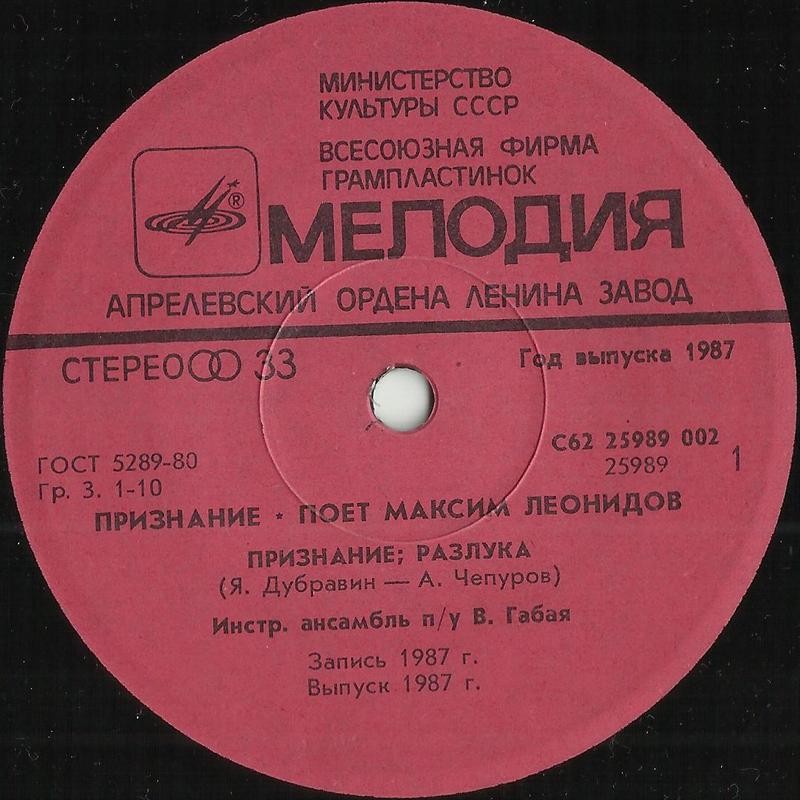 МИНИСТЕРСТВО
КУЛЬТУРЫ СССР
ВСЕСОЮЗНАЯ ФИРМА
ГРАМПЛАСТИНОК
®
МЕЛОДИЯ
АПРЕЛЕВСКИЙ ОРДЕНА ЛЕНИНА ЗАВОД
СТЕРЕО 33
Год выпуска 1987
С62 25989 002
25989
1
ГОСТ 5289-80
Гр. 3. 1-10
ПРИЗНАНИЕ * ПОЕТ МАКСИМ ЛЕОНИДОВ
ПРИЗНАНИЕ; РАЗЛУКА
(Я. Дубравин — А. Чепуров)
Инстр. ансамбль п/у В. Габая
Запись 1987 г.
Выпуск 1987 г.